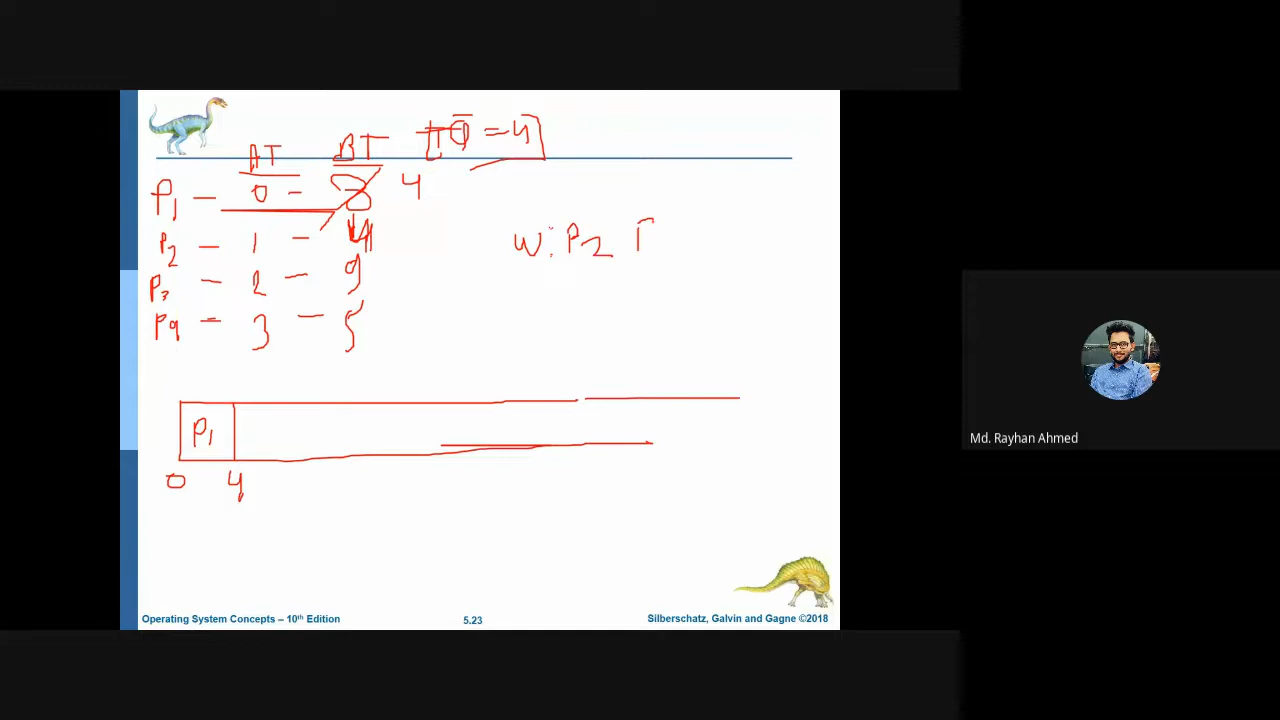 AT BT TQ = 4
P1 - 0 - 8 4
P2 - 1 - 4
W: P2
P3 - 2 - 9
P4 - 3 - 5
P1
0 4
Md. Rayhan Ahmed
Operating System Concepts – 10th Edition
5.23
Silberschatz, Galvin and Gagne ©2018